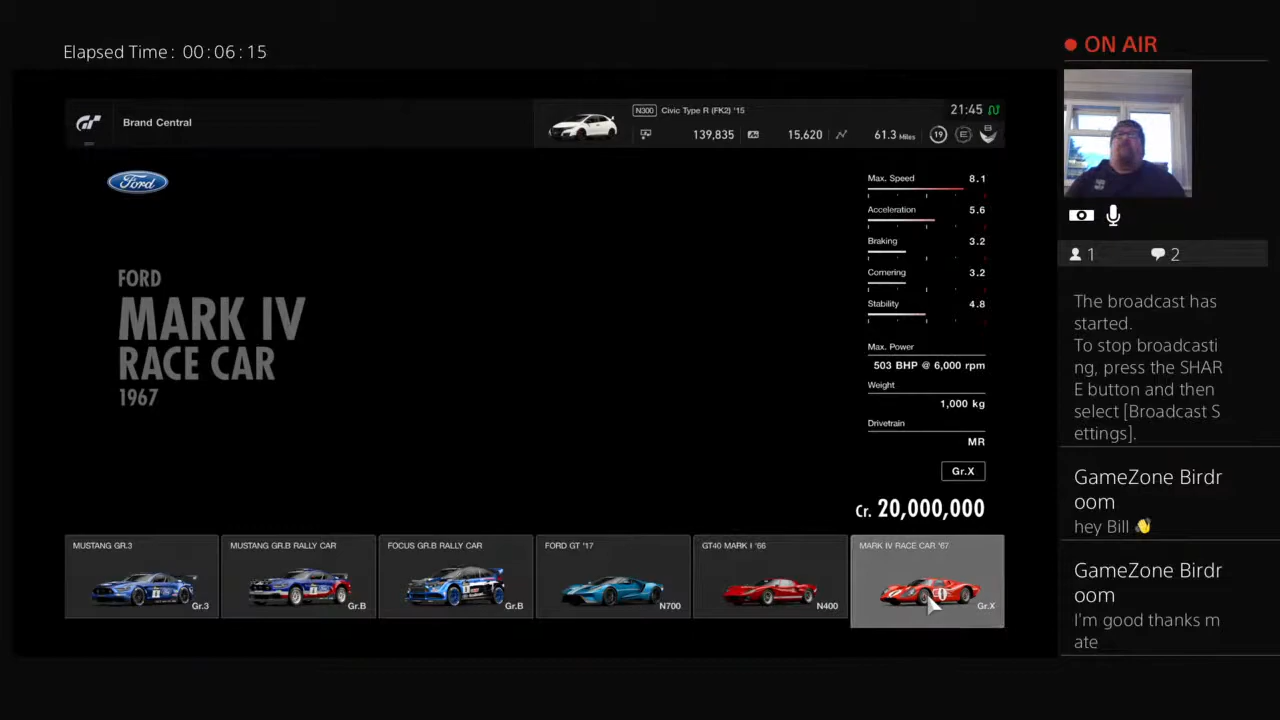 Elapsed Time: 00:06:15
ON AIR
Brand Central
N300 Civic Type R (FK2) '15
21:45
139,835 15,620 61.3 Miles 19 E B
Ford
FORD
MARK IV
RACE CAR
1967
Max. Speed 8.1
Acceleration 5.6
Braking 3.2
Cornering 3.2
Stability 4.8
Max. Power
503 BHP @ 6,000 rpm
Weight
1,000 kg
Drivetrain
MR
Gr.X
Cr. 20,000,000
MUSTANG GR.3
Gr.3
MUSTANG GR.B RALLY CAR
Gr.B
FOCUS GR.B RALLY CAR
Gr.B
FORD GT '17
N700
GT40 MARK I '66
N400
MARK IV RACE CAR '67
Gr.X
1 2
The broadcast has
started.
To stop broadcasti
ng, press the SHAR
E button and then
select [Broadcast S
ettings].
GameZone Birdr
oom
hey Bill 👋
GameZone Birdr
oom
I'm good thanks m
ate